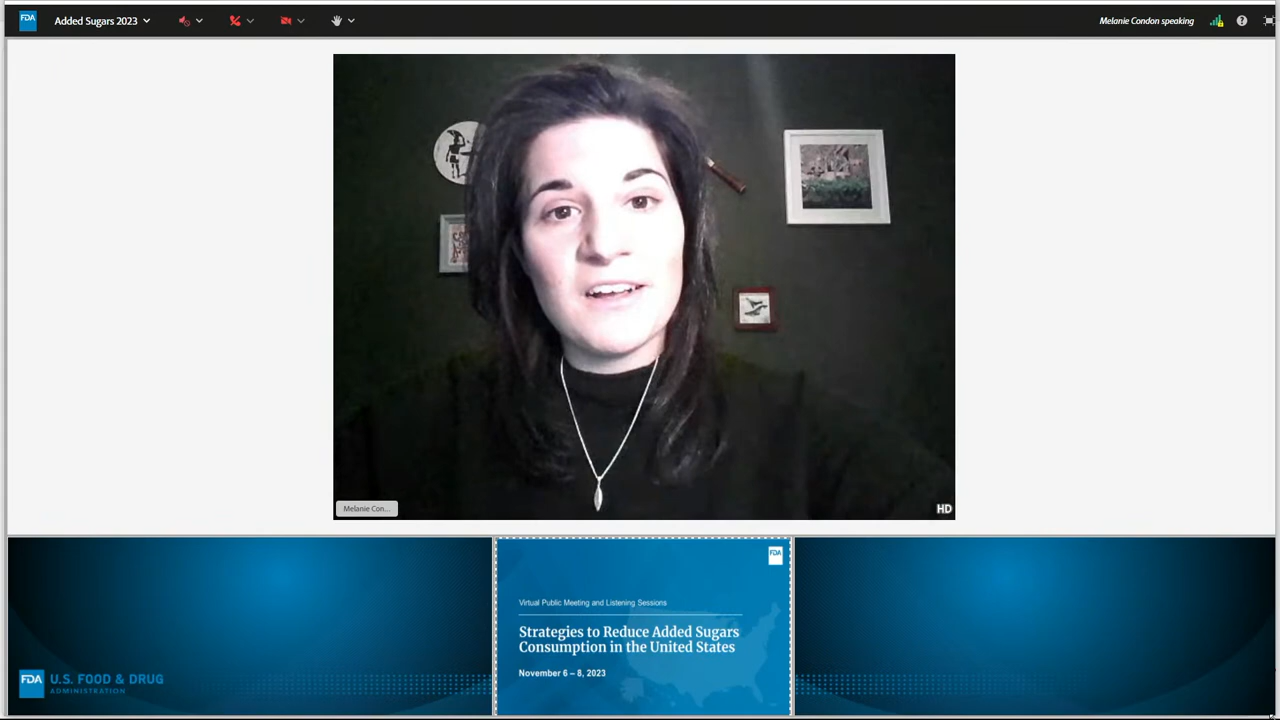 FDA
Added Sugars 2023
Melanie Condon speaking
Melanie Con...
HD
FDA
Virtual Public Meeting and Listening Sessions
Strategies to Reduce Added Sugars
Consumption in the United States
November 6 – 8, 2023
FDA
U.S. FOOD & DRUG
ADMINISTRATION